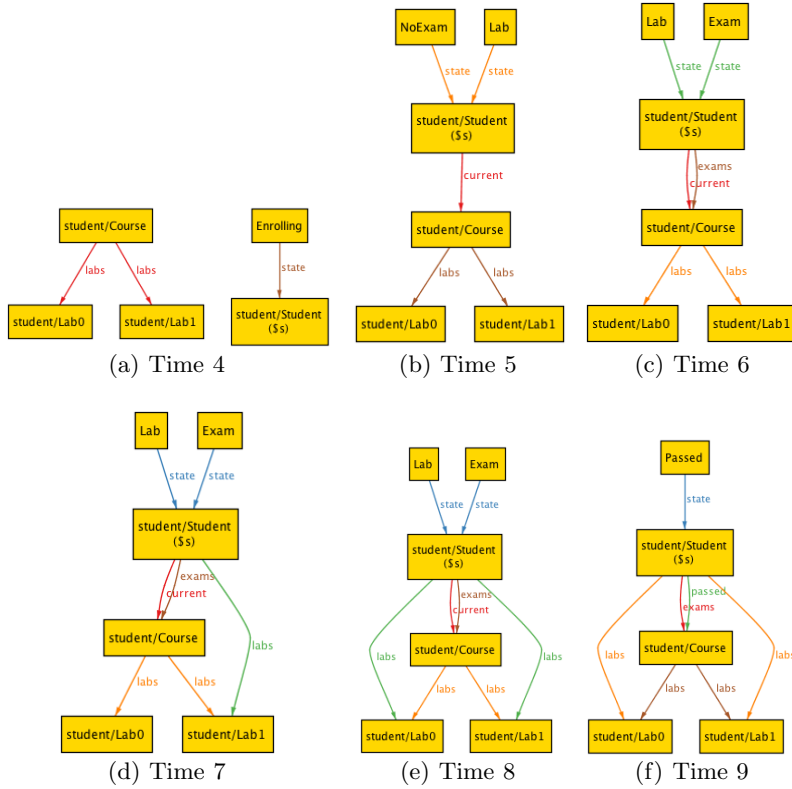 NoExam Lab
state state
student/Student
($s)
current
student/Course
labs labs
student/Lab0 student/Lab1
(b) Time 5
Lab Exam
state state
student/Student
($s)
exams
current
student/Course
labs labs
student/Lab0 student/Lab1
(c) Time 6
student/Course Enrolling
labs labs state
student/Lab0 student/Lab1 student/Student
($s)
(a) Time 4
Lab Exam
state state
student/Student
($s)
exams
current
student/Course
labs
labs labs
student/Lab0 student/Lab1
(d) Time 7
Lab Exam
state state
student/Student
($s)
exams
current
student/Course
labs labs
labs labs
student/Lab0 student/Lab1
(e) Time 8
Passed
state
student/Student
($s)
passed
exams
student/Course
labs labs
labs labs
student/Lab0 student/Lab1
(f) Time 9